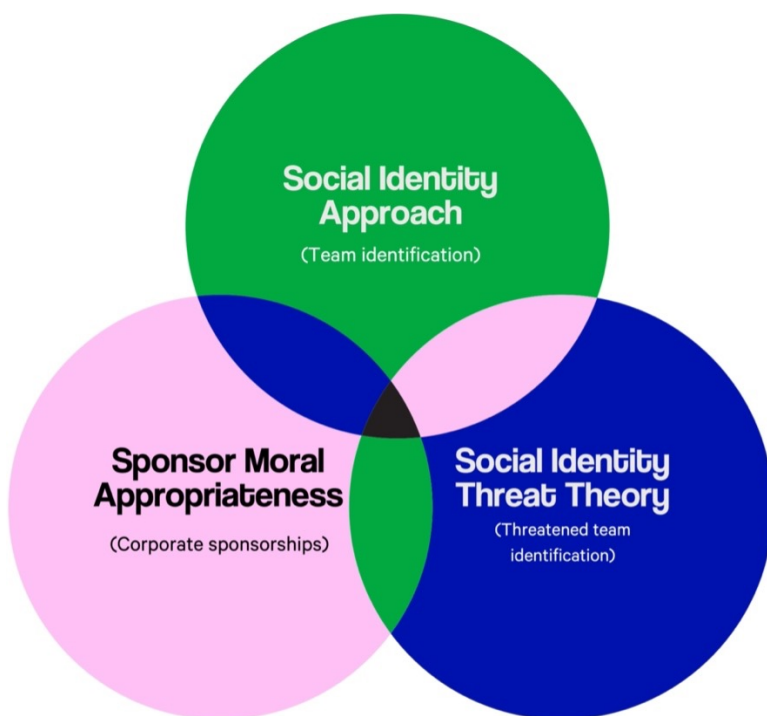 Social Identity
Approach
(Team identification)
Sponsor Moral
Appropriateness
(Corporate sponsorships)
Social Identity
Threat Theory
(Threatened team
identification)